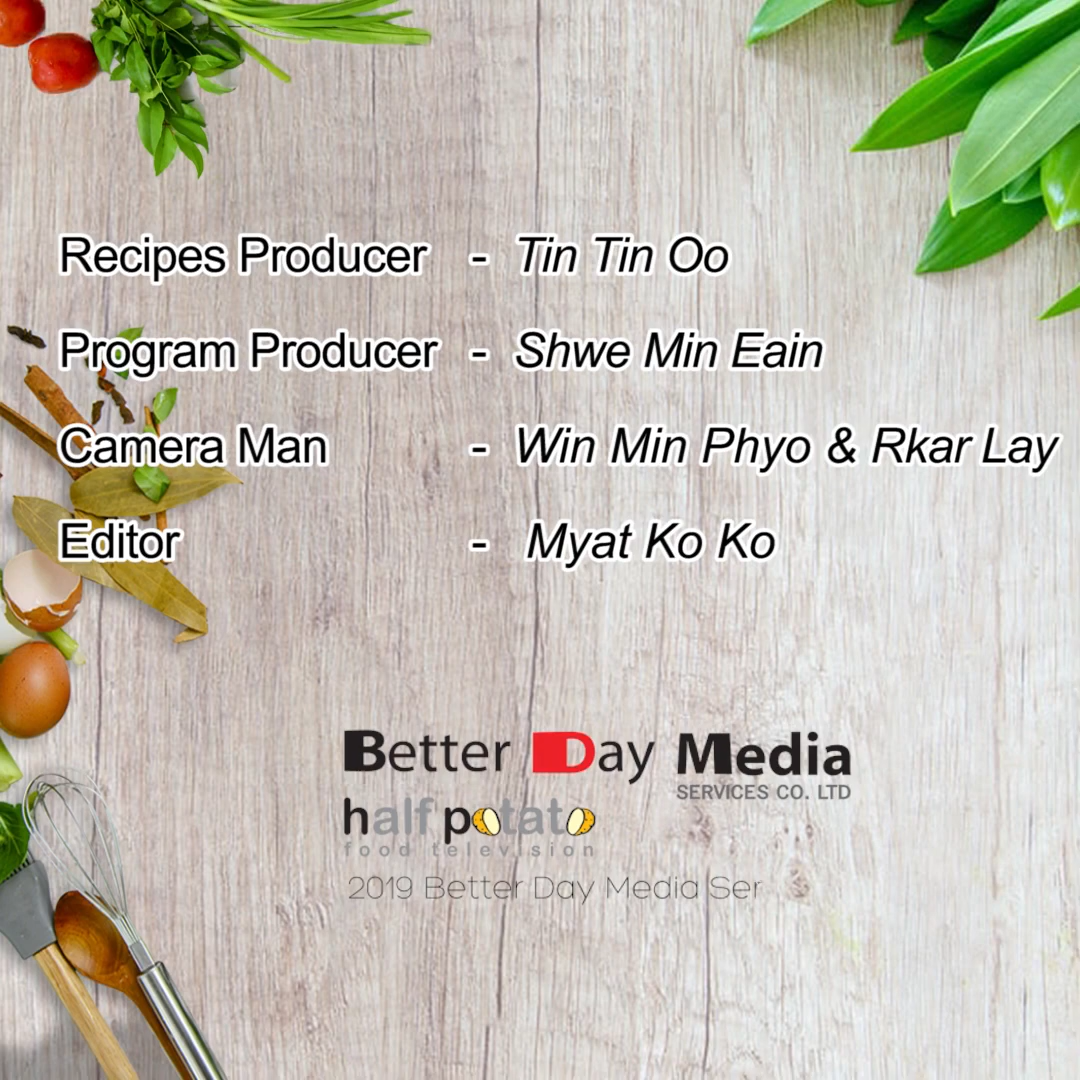 Recipes Producer - Tin Tin Oo
Program Producer - Shwe Min Eain
Camera Man - Win Min Phyo & Rkar Lay
Editor - Myat Ko Ko
Better Day Media
SERVICES CO. LTD
half potato
food television
2019 Better Day Media Ser